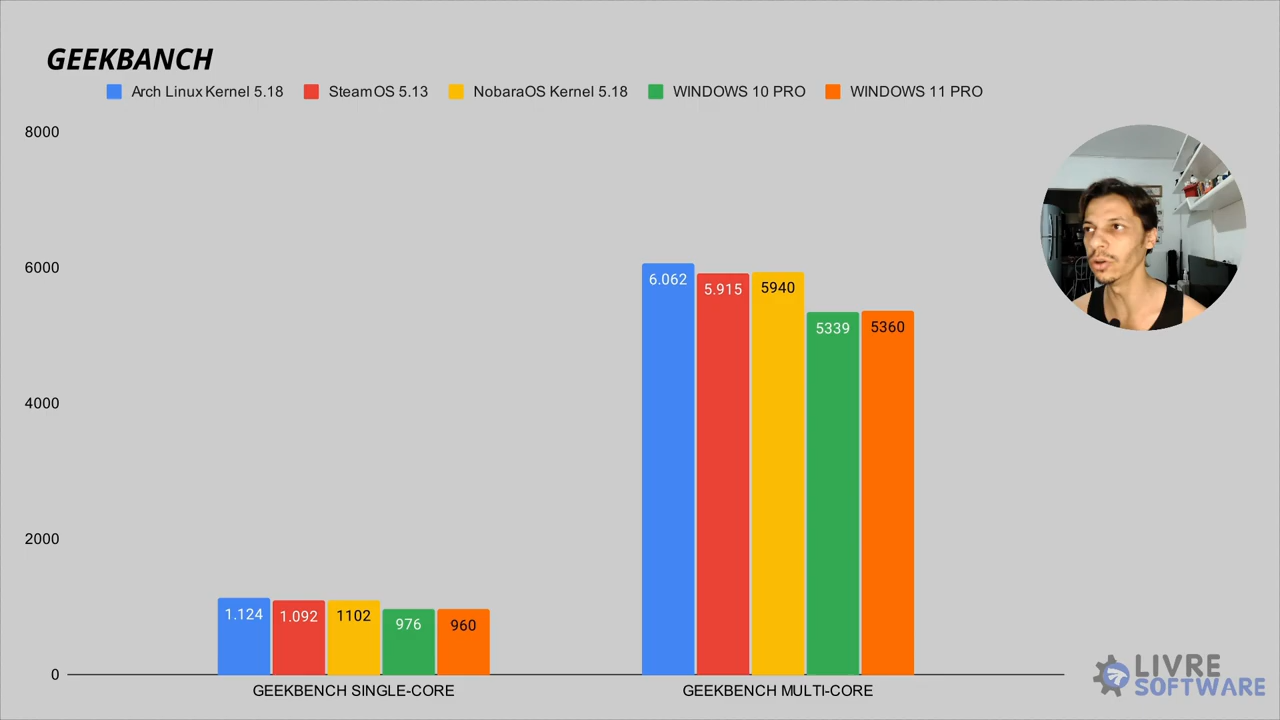 GEEKBANCH
Arch Linux Kernel 5.18 SteamOS 5.13 NobaraOS Kernel 5.18 WINDOWS 10 PRO WINDOWS 11 PRO
8000
6000
4000
2000
0
6.062 5.915 5940 5339 5360
1.124 1.092 1102 976 960
GEEKBENCH SINGLE-CORE GEEKBENCH MULTI-CORE
LIVRE
SOFTWARE